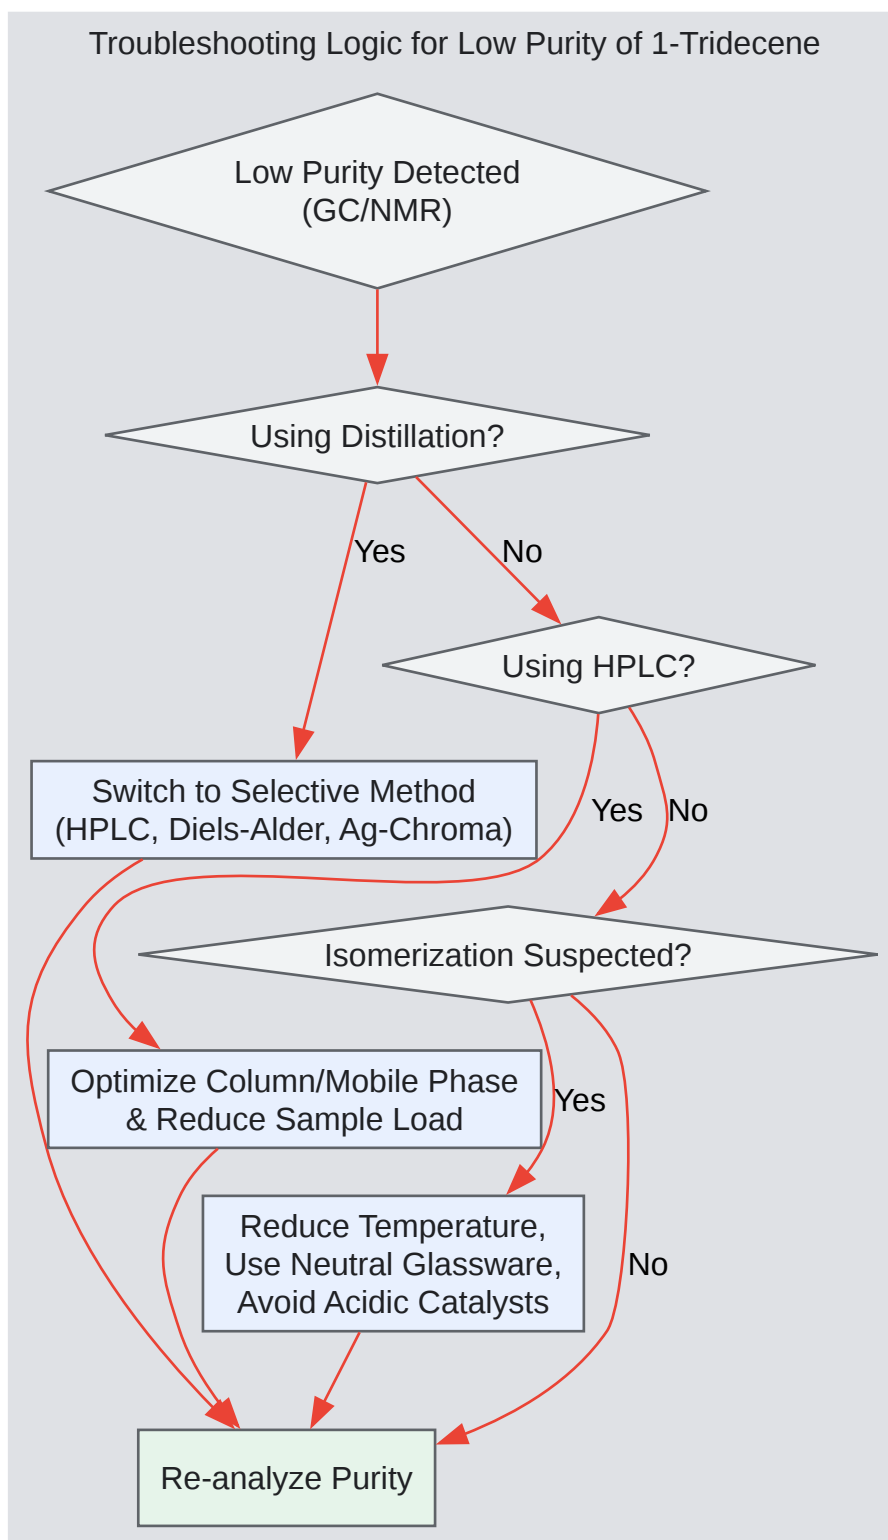 Troubleshooting Logic for Low Purity of 1-Tridecene
Low Purity Detected
(GC/NMR)
Using Distillation?
Yes
No
Using HPLC?
Switch to Selective Method
(HPLC, Diels-Alder, Ag-Chroma)
Yes
No
Isomerization Suspected?
Optimize Column/Mobile Phase
& Reduce Sample Load
Yes
Reduce Temperature,
Use Neutral Glassware,
Avoid Acidic Catalysts
No
Re-analyze Purity